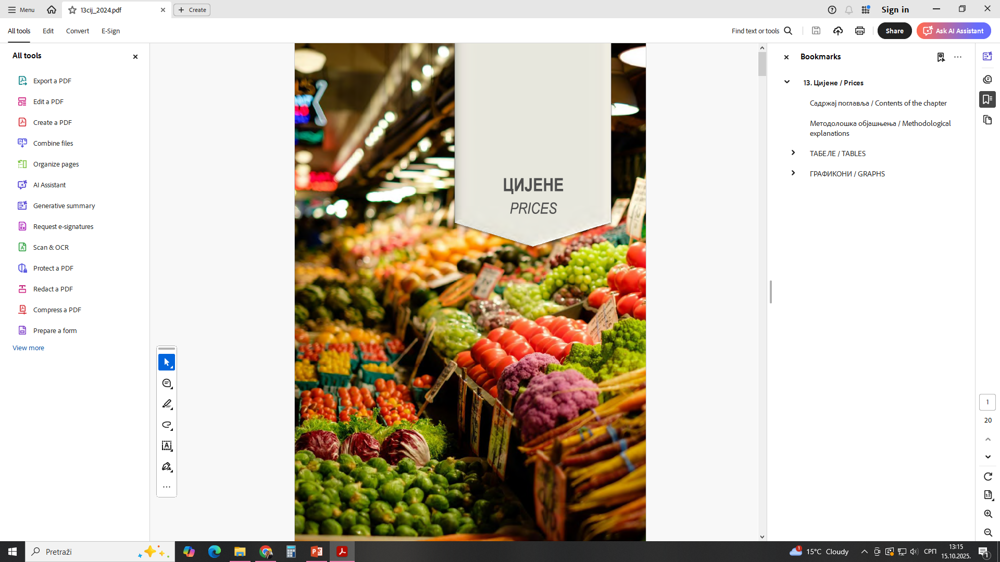 Menu
13cij_2024.pdf
Create
Sign in
All tools
Edit
Convert
E-Sign
Find text or tools
Share
Ask AI Assistant
All tools
Export a PDF
Edit a PDF
Create a PDF
Combine files
Organize pages
AI Assistant
Generative summary
Request e-signatures
Scan & OCR
Protect a PDF
Redact a PDF
Compress a PDF
Prepare a form
View more
ЦИЈЕНЕ
PRICES
Bookmarks
13. Цијене / Prices
Садржај поглавља / Contents of the chapter
Методолошка објашњења / Methodological
explanations
ТАБЕЛЕ / TABLES
ГРАФИКОНИ / GRAPHS
1
20
Pretraži
1
15°C Cloudy
СРП
13:15
15.10.2025.
1